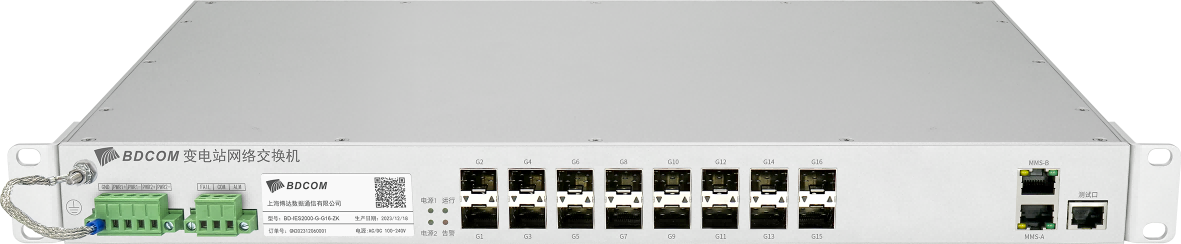 BDCOM 变电站网络交换机
GND PWR1+ PWR1- PWR2+ PWR2-
FAIL COM ALM
BDCOM
上海博达数据通信有限公司
型号: BD-IES2000-G-G16-ZK 生产日期: 2023/12/18
订单号: GN202312060001 电源: AC/DC 100-240V
电源1 运行
电源2 告警
G2 G4 G6 G8 G10 G12 G14 G16
G1 G3 G5 G7 G9 G11 G13 G15
MMS-B
MMS-A
测试口